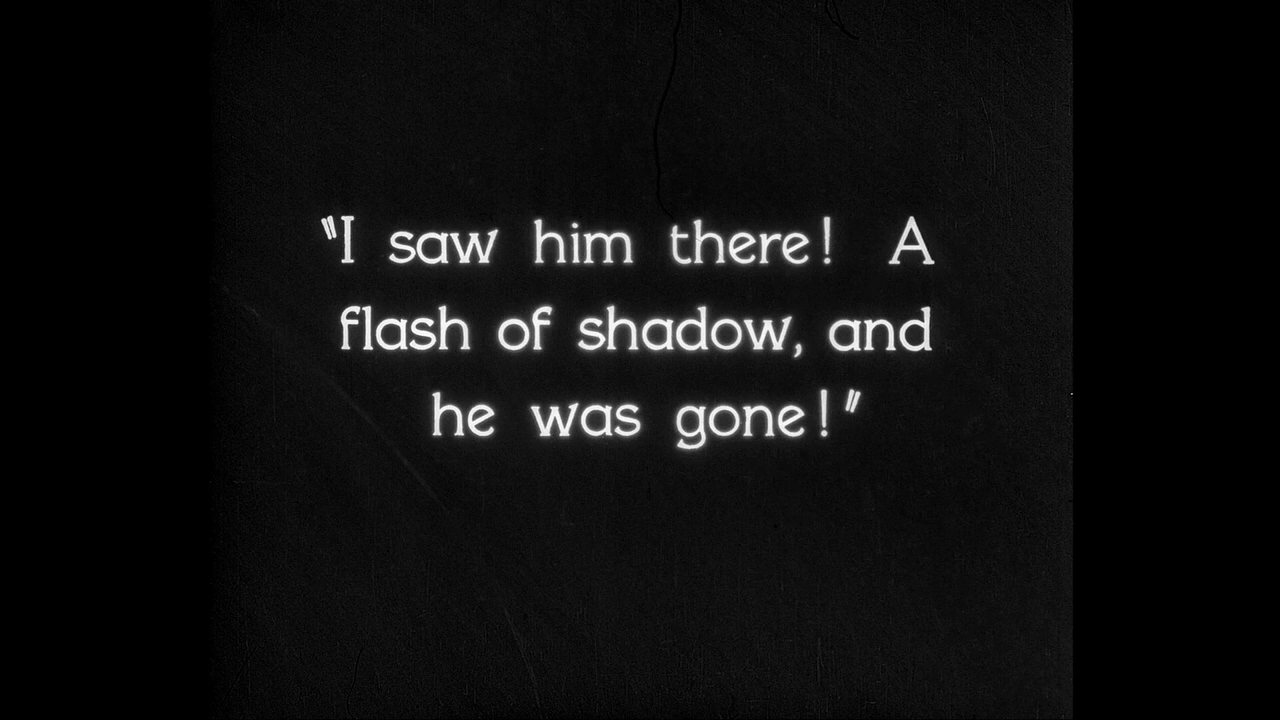 "I saw him there! A
flash of shadow, and
he was gone!"